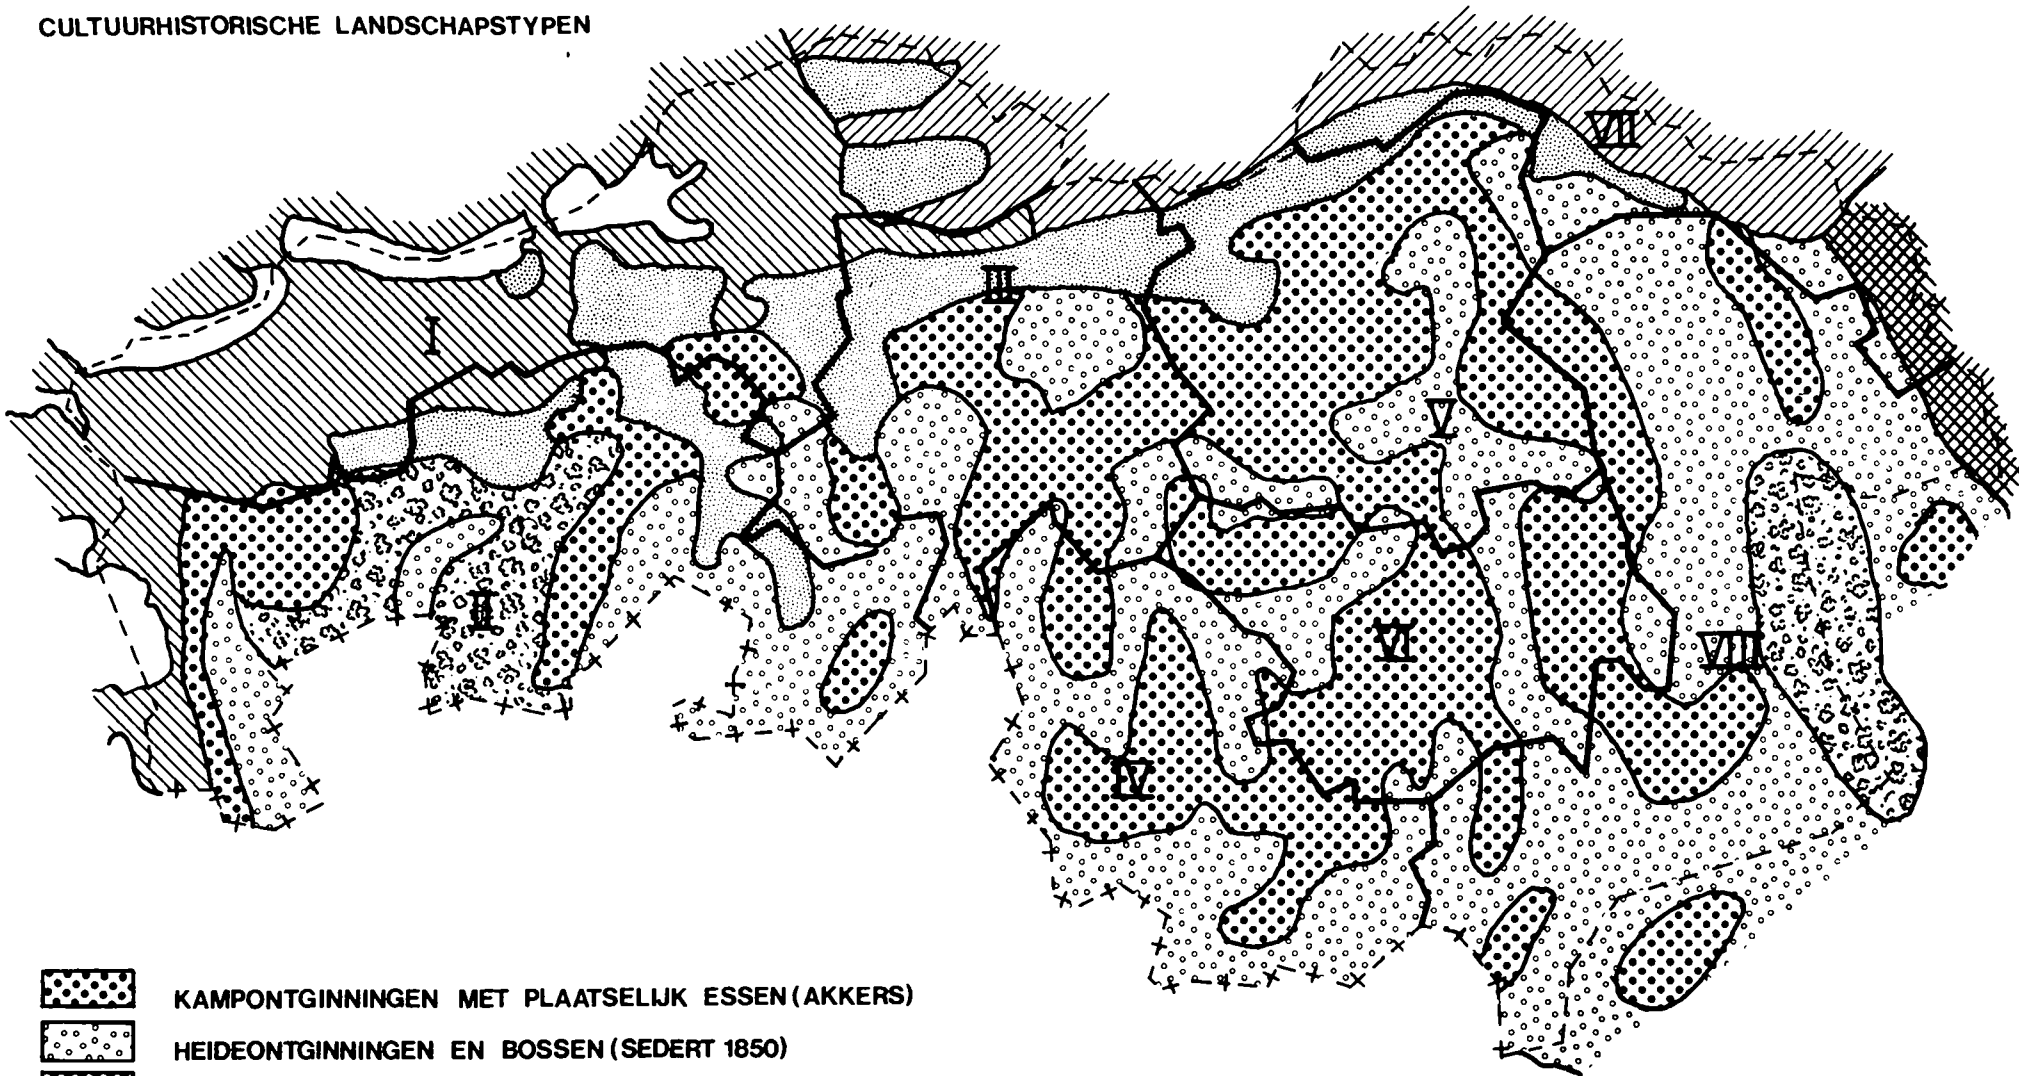 CULTUURHISTORISCHE LANDSCHAPSTYPEN
VII
III
I
V
II
VI
VIII
IV
KAMPONTGINNINGEN MET PLAATSELIJK ESSEN (AKKERS)
HEIDEONTGINNINGEN EN BOSSEN (SEDERT 1850)